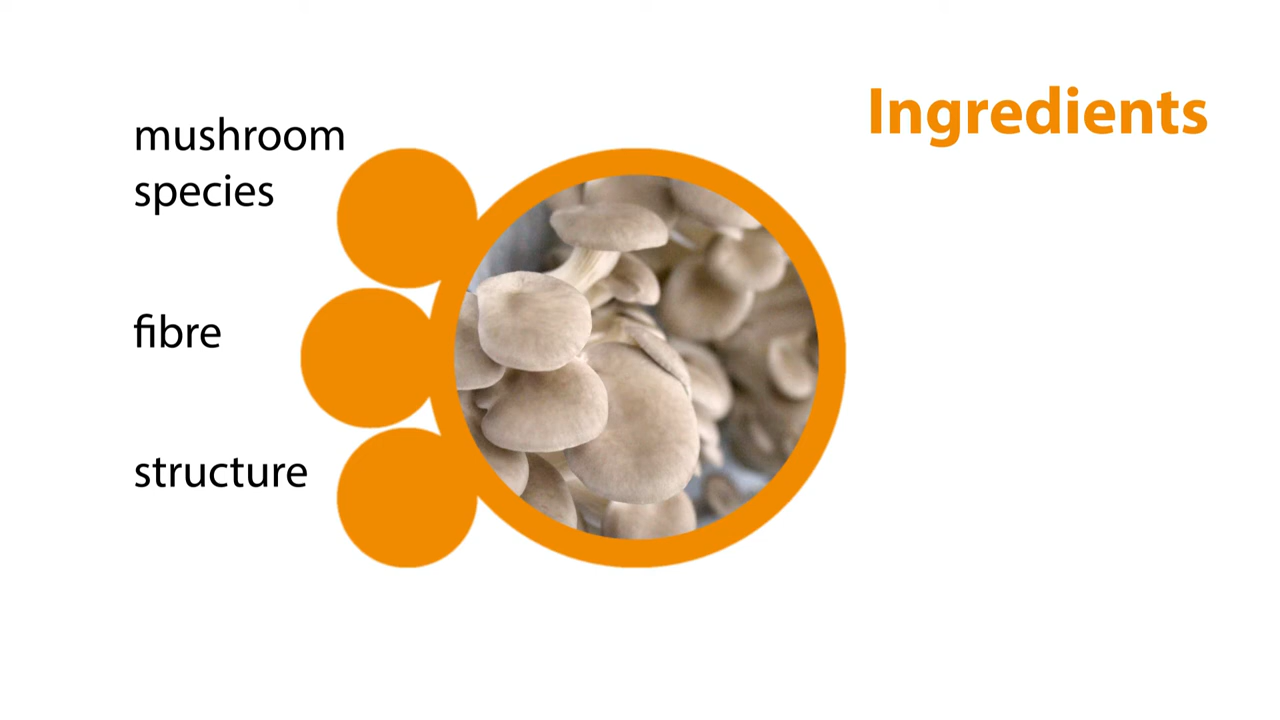 Ingredients
mushroom
species
fibre
structure